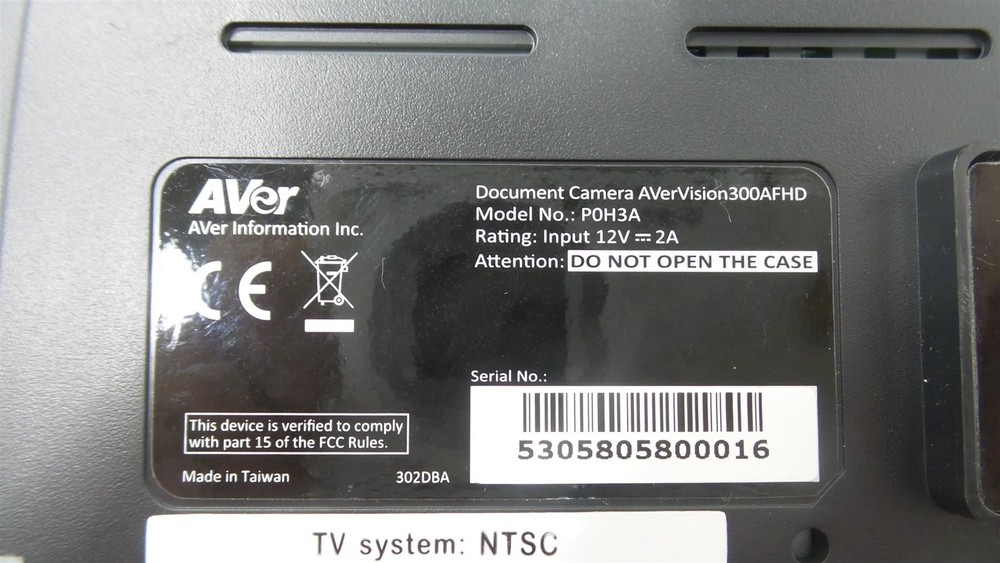 AVer
AVer Information Inc.
CE
Document Camera AVerVision300AFHD
Model No.: P0H3A
Rating: Input 12V ⎓ 2A
Attention: DO NOT OPEN THE CASE
Serial No.:
5305805800016
This device is verified to comply
with part 15 of the FCC Rules.
Made in Taiwan
302DBA
TV system: NTSC